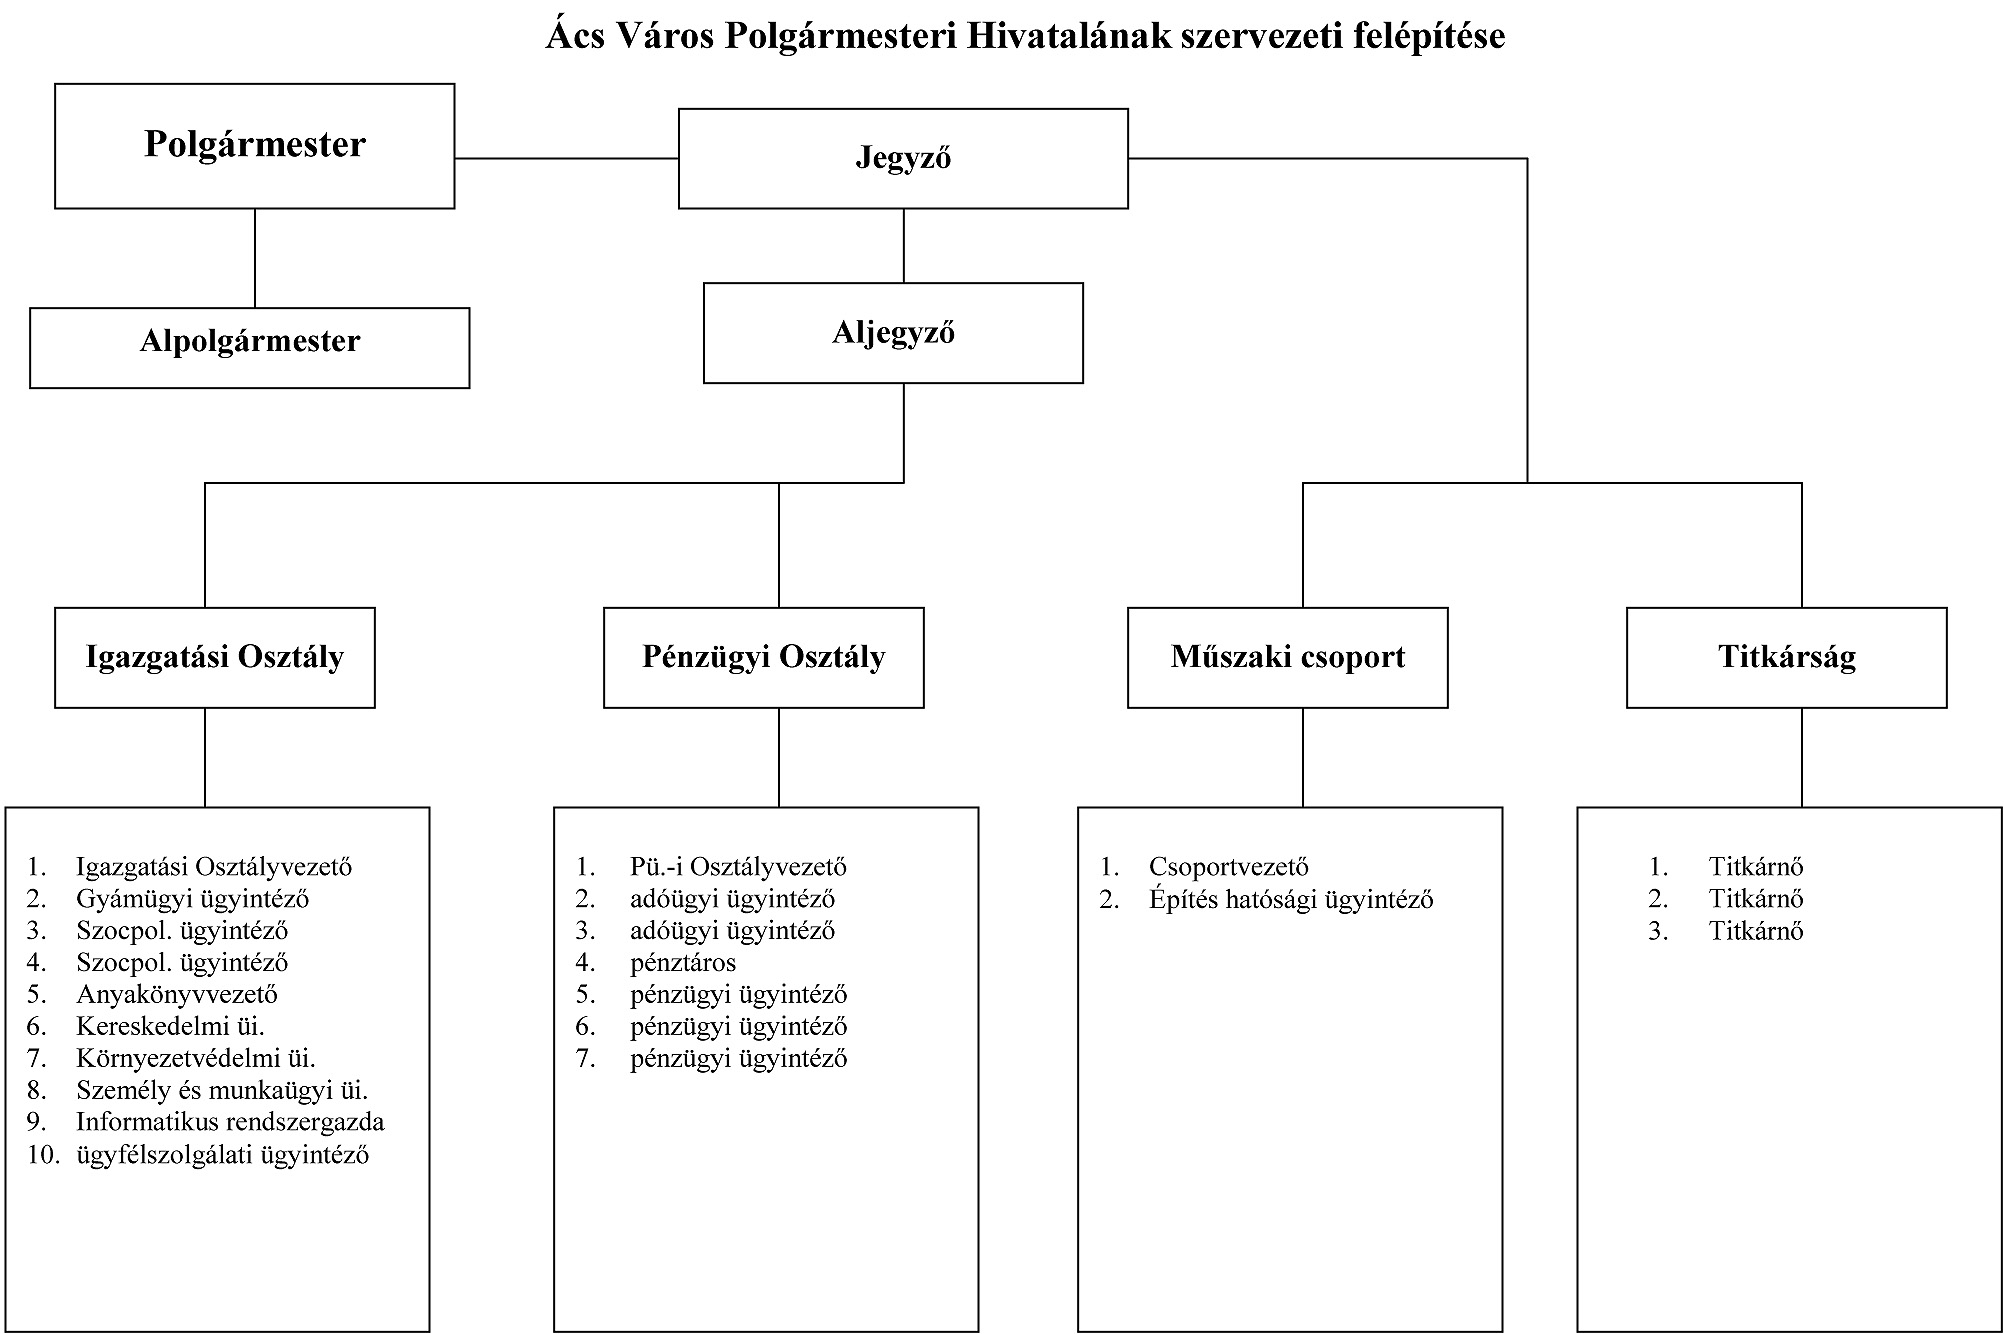 Ács Város Polgármesteri Hivatalának szervezeti felépítése
Polgármester
Jegyző
Alpolgármester
Aljegyző
Igazgatási Osztály
Pénzügyi Osztály
Műszaki csoport
Titkárság
1. Igazgatási Osztályvezető
2. Gyámügyi ügyintéző
3. Szocpol. ügyintéző
4. Szocpol. ügyintéző
5. Anyakönyvvezető
6. Kereskedelmi üi.
7. Környezetvédelmi üi.
8. Személy és munkaügyi üi.
9. Informatikus rendszergazda
10. ügyfélszolgálati ügyintéző
1. Pü.-i Osztályvezető
2. adóügyi ügyintéző
3. adóügyi ügyintéző
4. pénztáros
5. pénzügyi ügyintéző
6. pénzügyi ügyintéző
7. pénzügyi ügyintéző
1. Csoportvezető
2. Építés hatósági ügyintéző
1. Titkárnő
2. Titkárnő
3. Titkárnő